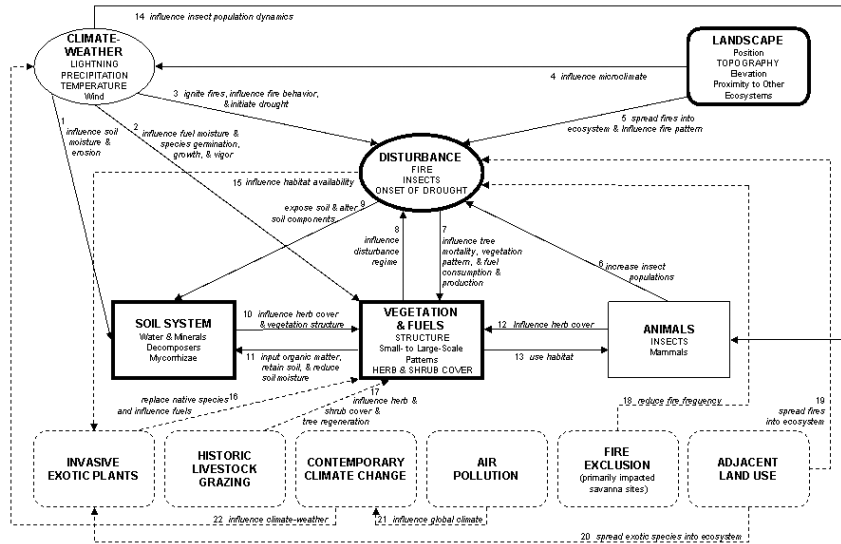 14 influence insect population dynamics
CLIMATE-
WEATHER
LIGHTNING
PRECIPITATION
TEMPERATURE
Wind
LANDSCAPE
Position
TOPOGRAPHY
Elevation
Proximity to Other
Ecosystems
4 influence microclimate
3 ignite fires, influence fire behavior,
& initiate drought
5 spread fires into
ecosystem & Influence fire pattern
1
influence soil
moisture &
erosion
2
influence fuel moisture &
species germination,
growth, & vigor
DISTURBANCE
FIRE
INSECTS
ONSET OF DROUGHT
15 influence habitat availability
9
expose soil & alter
soil components
8
influence
disturbance
regime
7
influence tree
mortality, vegetation
pattern, & fuel
consumption &
production
6
increase insect
populations
SOIL SYSTEM
Water & Minerals
Decomposers
Mycorrhizae
10 influence herb cover
& vegetation structure
11 input organic matter,
retain soil, & reduce
soil moisture
VEGETATION
& FUELS
STRUCTURE
Small- to Large-Scale
Patterns
HERB & SHRUB COVER
12 Influence herb cover
13 use habitat
ANIMALS
INSECTS
Mammals
replace native species 16
and influence fuels
17
influence herb &
shrub cover &
tree regeneration
18 reduce fire frequency
19
spread fires
into ecosystem
INVASIVE
EXOTIC PLANTS
HISTORIC
LIVESTOCK
GRAZING
CONTEMPORARY
CLIMATE CHANGE
AIR
POLLUTION
FIRE
EXCLUSION
(primarily impacted
savanna sites)
ADJACENT
LAND USE
22 influence climate-weather
21 influence global climate
20 spread exotic species into ecosystem